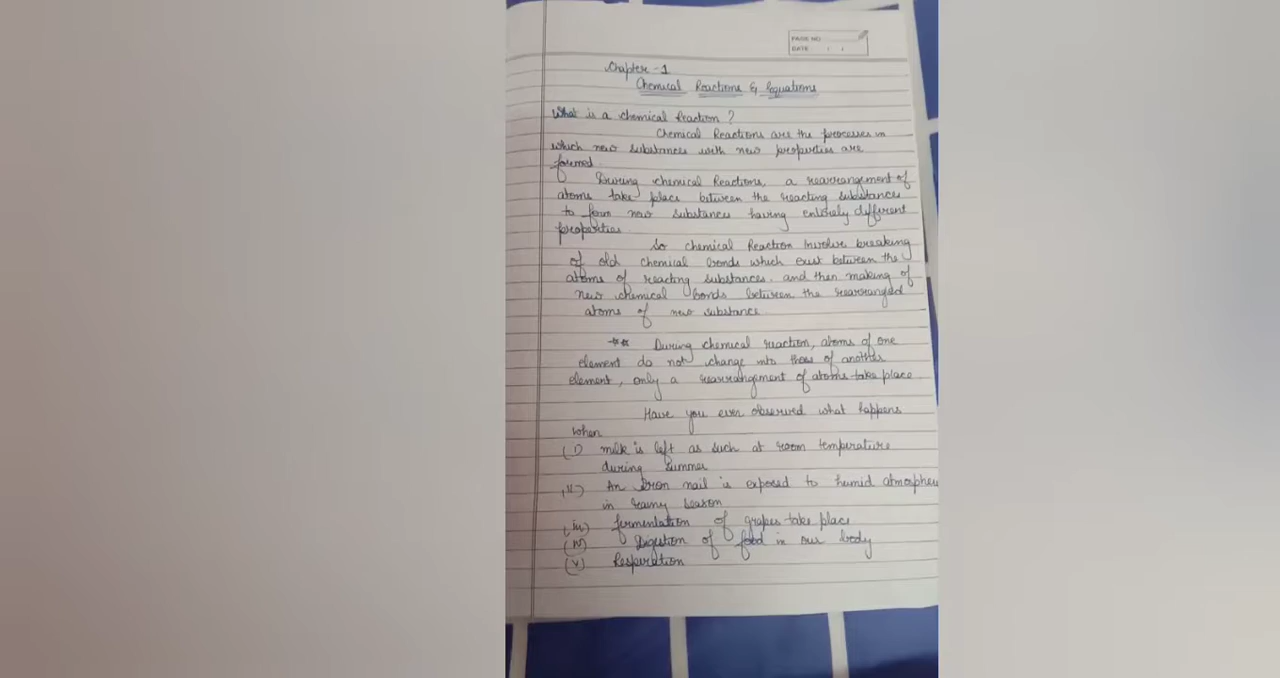 PAGE NO
DATE / /
Chapter - 1
Chemical Reactions & Equations
What is a chemical Reaction ?
Chemical Reactions are the processes in
which new substances with new properties are
formed
During chemical Reactions, a rearrangement of
atoms take place between the reacting substances
to form new substances having entirely different
properties
So chemical Reaction Involve breaking
of old chemical bonds which exist between the
atoms of reacting substances. and then making of
new chemical bonds between the rearranged
atoms of new substance
** During chemical reaction, atoms of one
element do not change into those of another
element, only a rearrangement of atoms take place
Have you ever observed what happens
When
(i) milk is left as such at room temperature
during Summer
(ii) An Iron nail is exposed to humid atmosphere
in rainy season
(iii) fermentation of grapes take place
(iv) Digestion of food in our body
(v) Respiration